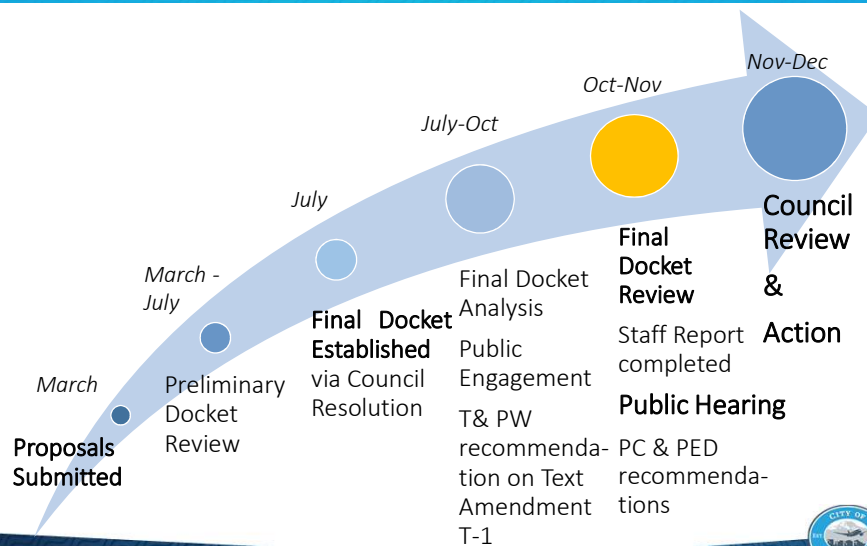 March
Proposals
Submitted
March -
July
Preliminary
Docket
Review
July
Final Docket
Established
via Council
Resolution
July-Oct
Final Docket
Analysis
Public
Engagement
T& PW
recommenda-
tion on Text
Amendment
T-1
Oct-Nov
Final
Docket
Review
Staff Report
completed
Public Hearing
PC & PED
recommenda-
tions
Nov-Dec
Council
Review
&
Action
CITY OF